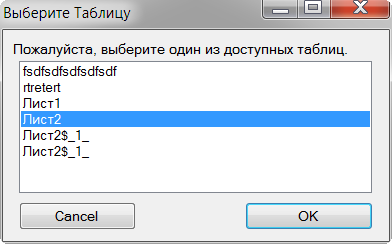 Выберите Таблицу
Пожалуйста, выберите один из доступных таблиц.
fsdfsdfsdfsdfsdf
rtretert
Лист1
Лист2
Лист2$_1_
Лист2$_1_
Cancel
OK